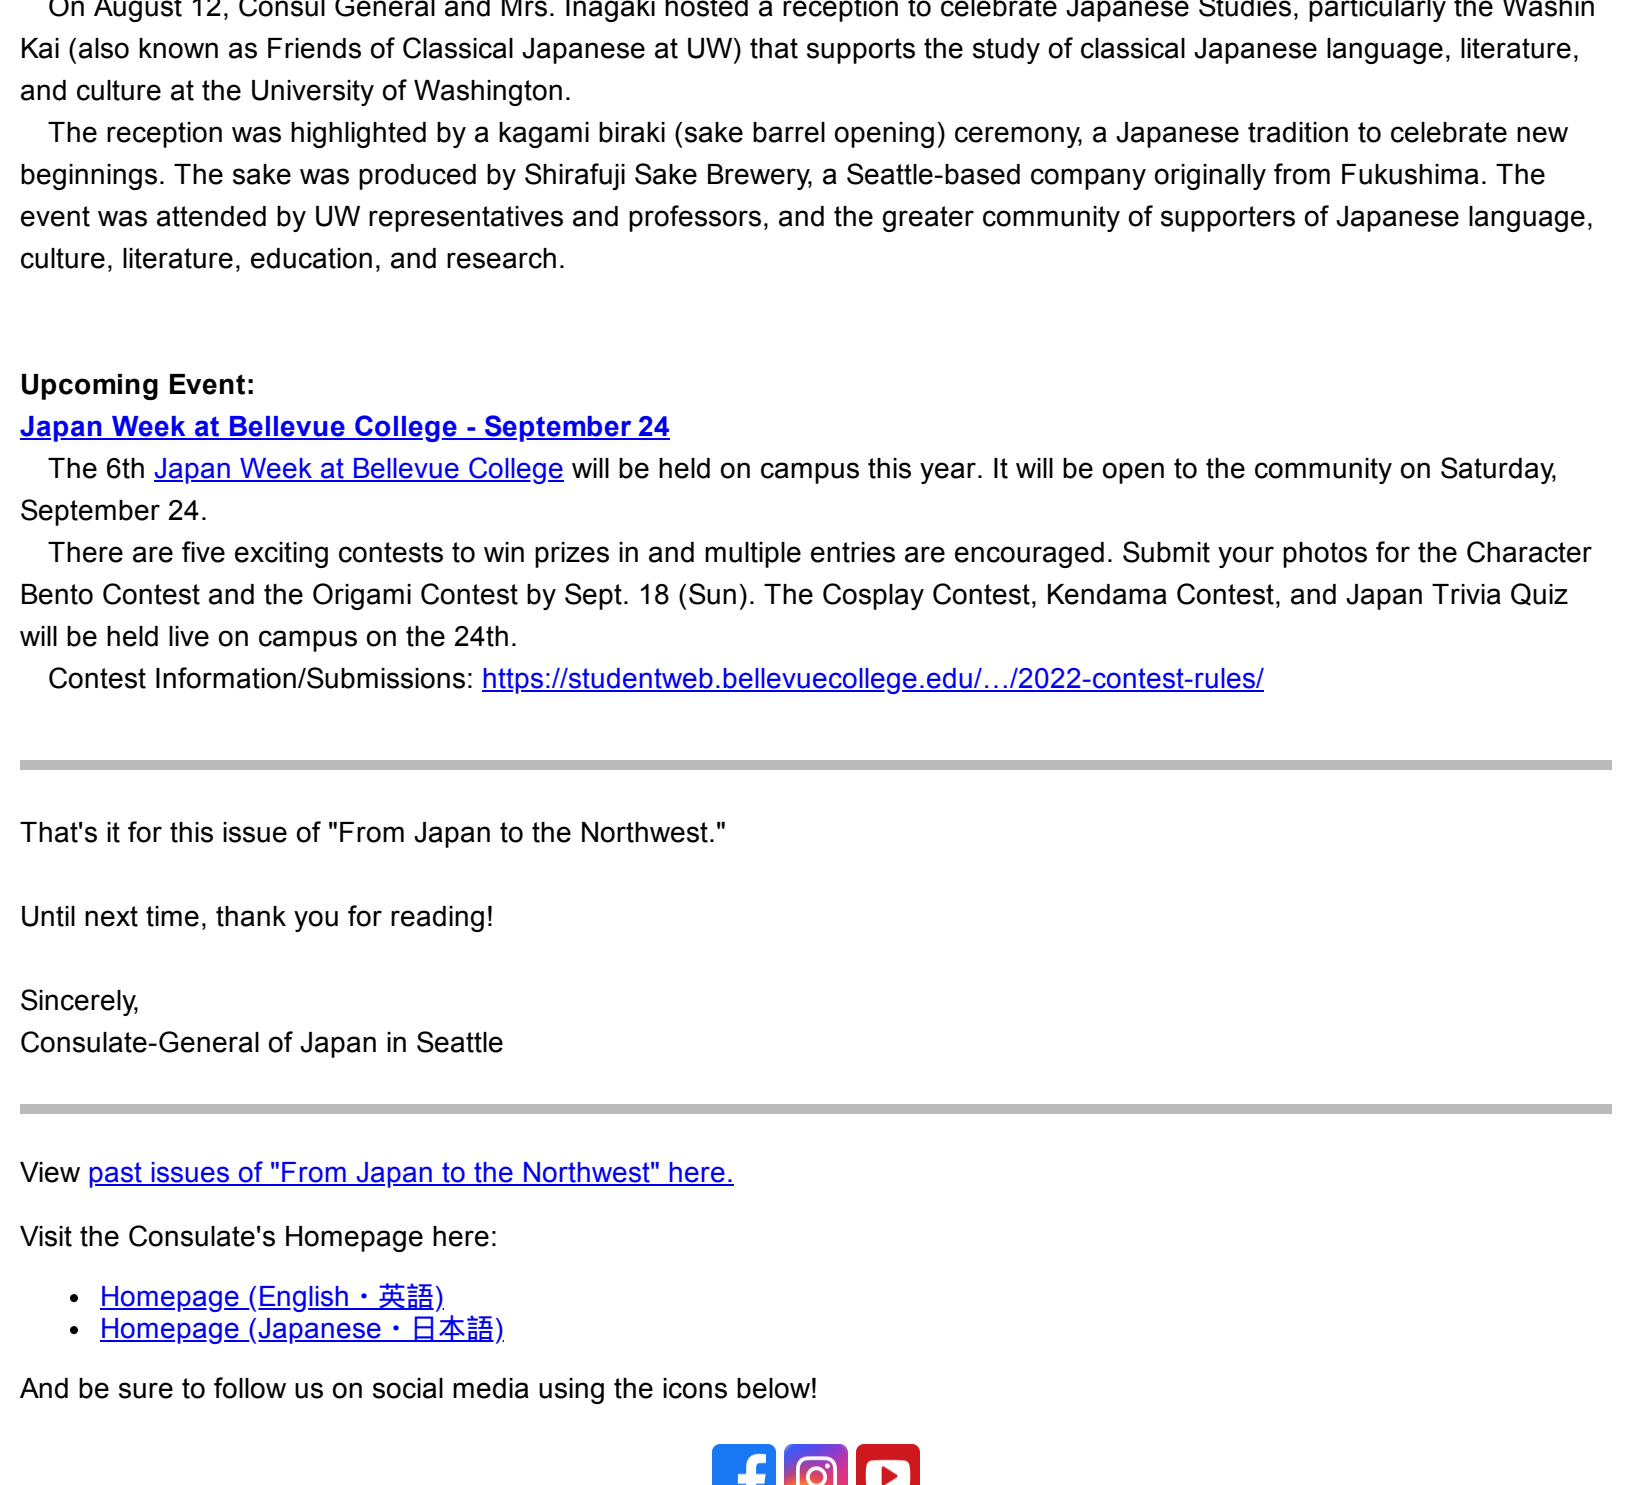 On August 12, Consul General and Mrs. Inagaki hosted a reception to celebrate Japanese Studies, particularly the Washin
Kai (also known as Friends of Classical Japanese at UW) that supports the study of classical Japanese language, literature,
and culture at the University of Washington.
The reception was highlighted by a kagami biraki (sake barrel opening) ceremony, a Japanese tradition to celebrate new
beginnings. The sake was produced by Shirafuji Sake Brewery, a Seattle-based company originally from Fukushima. The
event was attended by UW representatives and professors, and the greater community of supporters of Japanese language,
culture, literature, education, and research.
Upcoming Event:
Japan Week at Bellevue College - September 24
The 6th Japan Week at Bellevue College will be held on campus this year. It will be open to the community on Saturday,
September 24.
There are five exciting contests to win prizes in and multiple entries are encouraged. Submit your photos for the Character
Bento Contest and the Origami Contest by Sept. 18 (Sun). The Cosplay Contest, Kendama Contest, and Japan Trivia Quiz
will be held live on campus on the 24th.
Contest Information/Submissions: https://studentweb.bellevuecollege.edu/…/2022-contest-rules/
That's it for this issue of "From Japan to the Northwest."
Until next time, thank you for reading!
Sincerely,
Consulate-General of Japan in Seattle
View past issues of "From Japan to the Northwest" here.
Visit the Consulate's Homepage here:
• Homepage (English・英語)
• Homepage (Japanese・日本語)
And be sure to follow us on social media using the icons below!